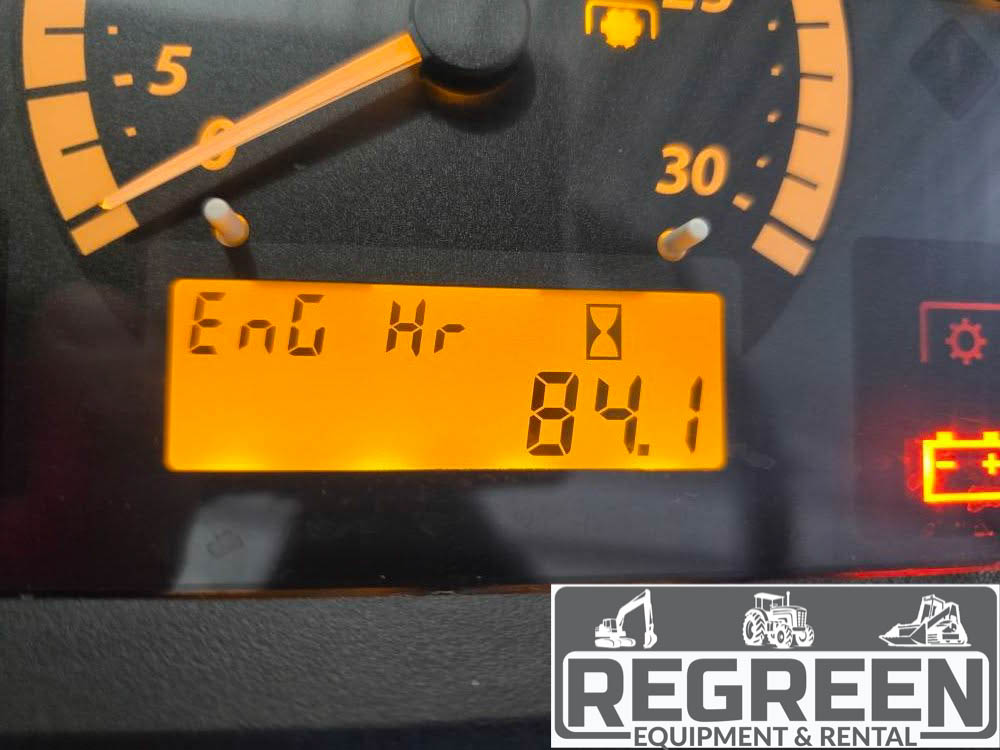 25
5
0
30
EnG Hr
84.1
- +
REGREEN
EQUIPMENT & RENTAL